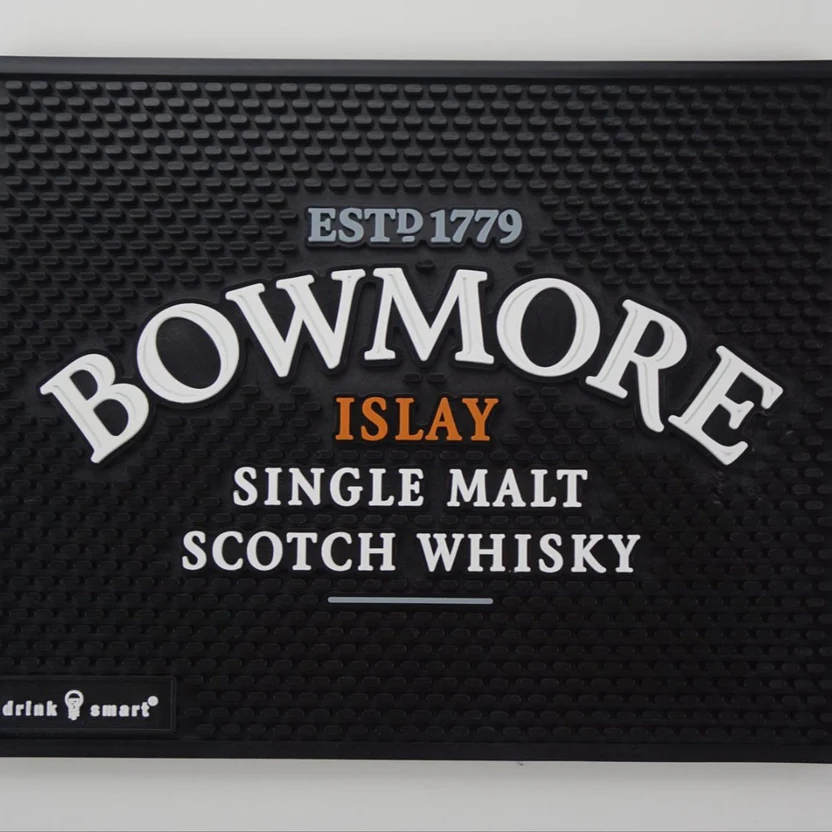 ESTD 1779
BOWMORE
ISLAY
SINGLE MALT
SCOTCH WHISKY
drink smart®